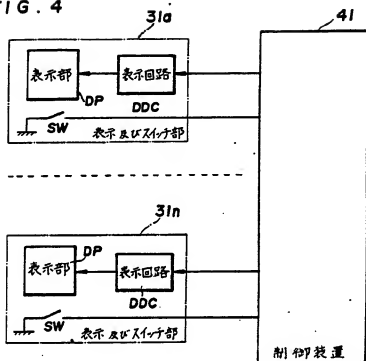 FIG. 4
31a
41
表示部
表示回路
DP
DDC
SW
表示及びスイッチ部
31n
表示部
DP
表示回路
DDC
SW
表示及びスイッチ部
制御装置